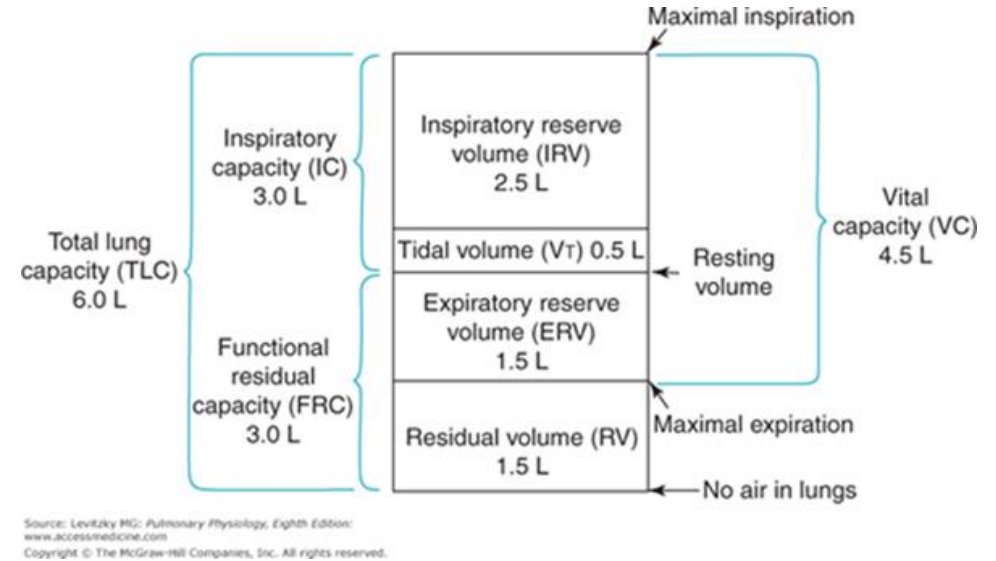 Maximal inspiration
Inspiratory reserve
volume (IRV)
2.5 L
Inspiratory
capacity (IC)
3.0 L
Vital
capacity (VC)
4.5 L
Total lung
capacity (TLC)
6.0 L
Tidal volume (VT) 0.5 L
Resting
volume
Expiratory reserve
volume (ERV)
1.5 L
Functional
residual
capacity (FRC)
3.0 L
Maximal expiration
Residual volume (RV)
1.5 L
No air in lungs
Source: Levitzky MG: Pulmonary Physiology, Eighth Edition:
www.accessmedicine.com
Copyright © The McGraw-Hill Companies, Inc. All rights reserved.